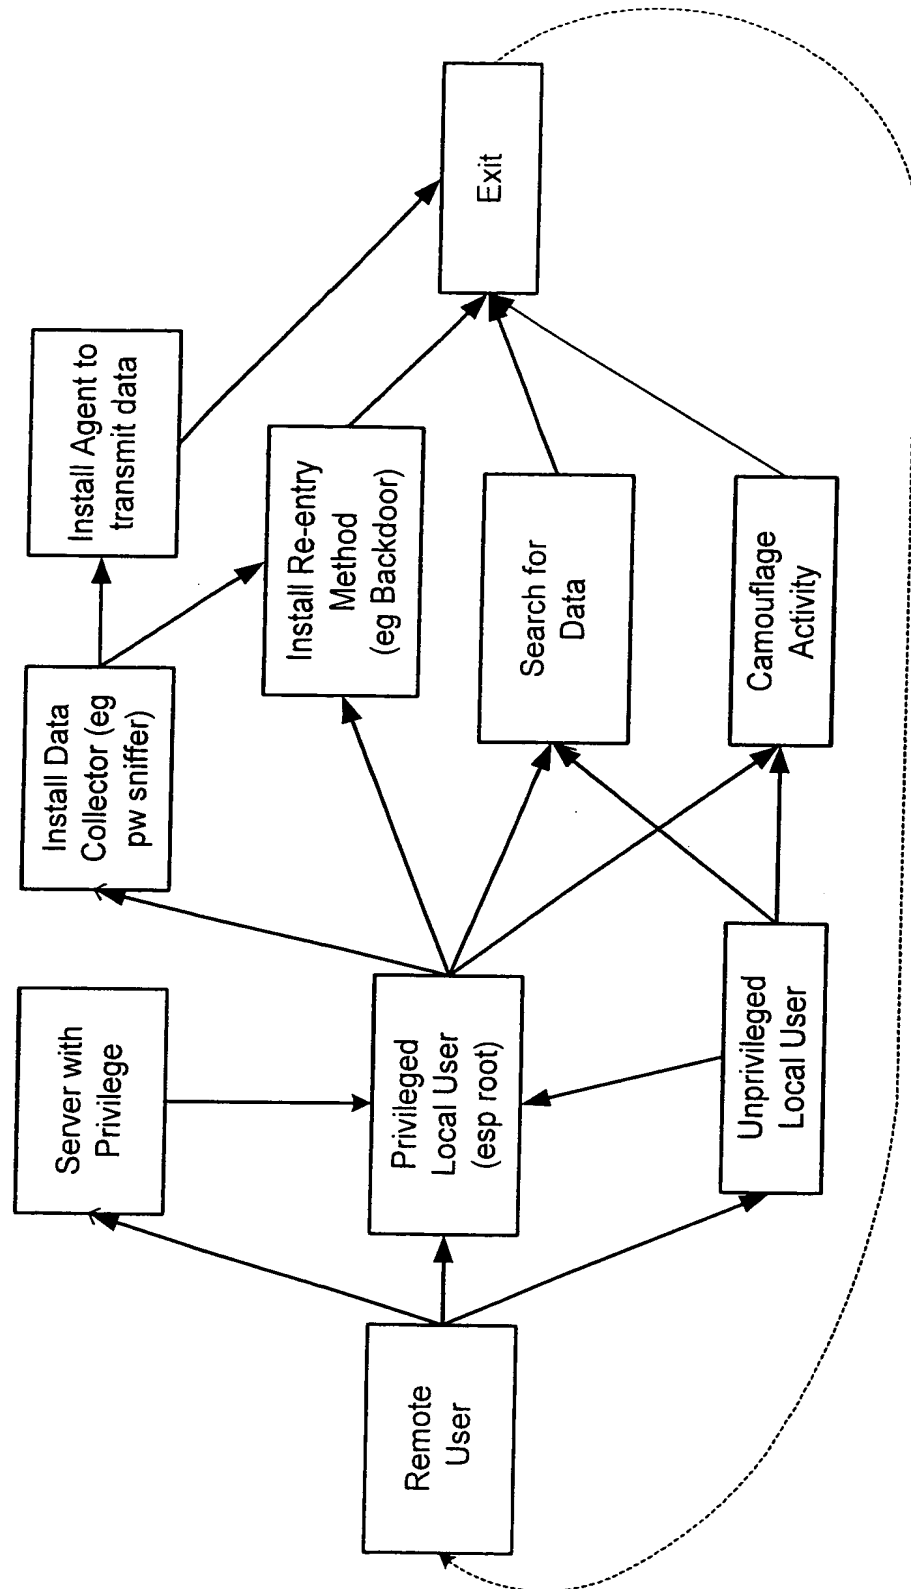 Remote
User
Server with
Privilege
Privileged
Local User
(esp root)
Unprivileged
Local User
Install Data
Collector (eg
pw sniffer)
Install Agent to
transmit data
Install Re-entry
Method
(eg Backdoor)
Search for
Data
Camouflage
Activity
Exit